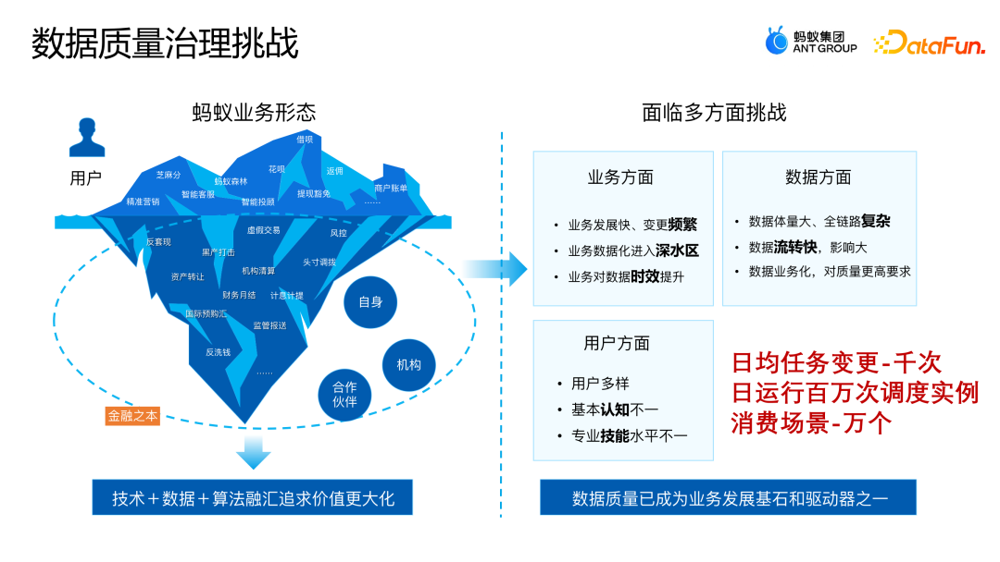 数据质量治理挑战
蚂蚁集团
ANT GROUP
DataFun.
蚂蚁业务形态
用户
借呗
芝麻分
花呗
返佣
蚂蚁森林
商户账单
智能客服
提现豁免
精准营销
智能投顾
……
虚假交易
风控
反套现
黑产打击
头寸调拨
机构清算
资产转让
财务月结
计息计提
国际预购汇
监管报送
反洗钱
……
自身
机构
合作
伙伴
金融之本
技术＋数据＋算法融汇追求价值更大化
面临多方面挑战
业务方面
• 业务发展快、变更频繁
• 业务数据化进入深水区
• 业务对数据时效提升
数据方面
• 数据体量大、全链路复杂
• 数据流转快，影响大
• 数据业务化，对质量更高要求
用户方面
• 用户多样
• 基本认知不一
• 专业技能水平不一
日均任务变更-千次
日运行百万次调度实例
消费场景-万个
数据质量已成为业务发展基石和驱动器之一